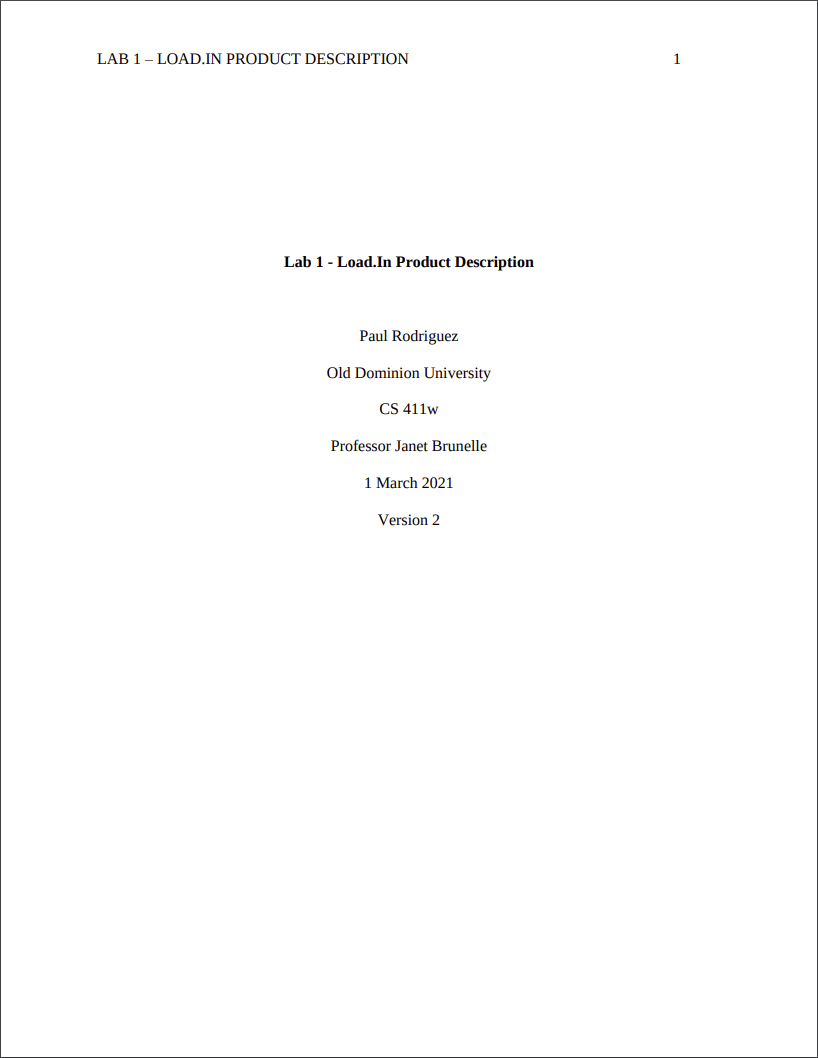 LAB 1 – LOAD.IN PRODUCT DESCRIPTION 1
Lab 1 - Load.In Product Description
Paul Rodriguez
Old Dominion University
CS 411w
Professor Janet Brunelle
1 March 2021
Version 2